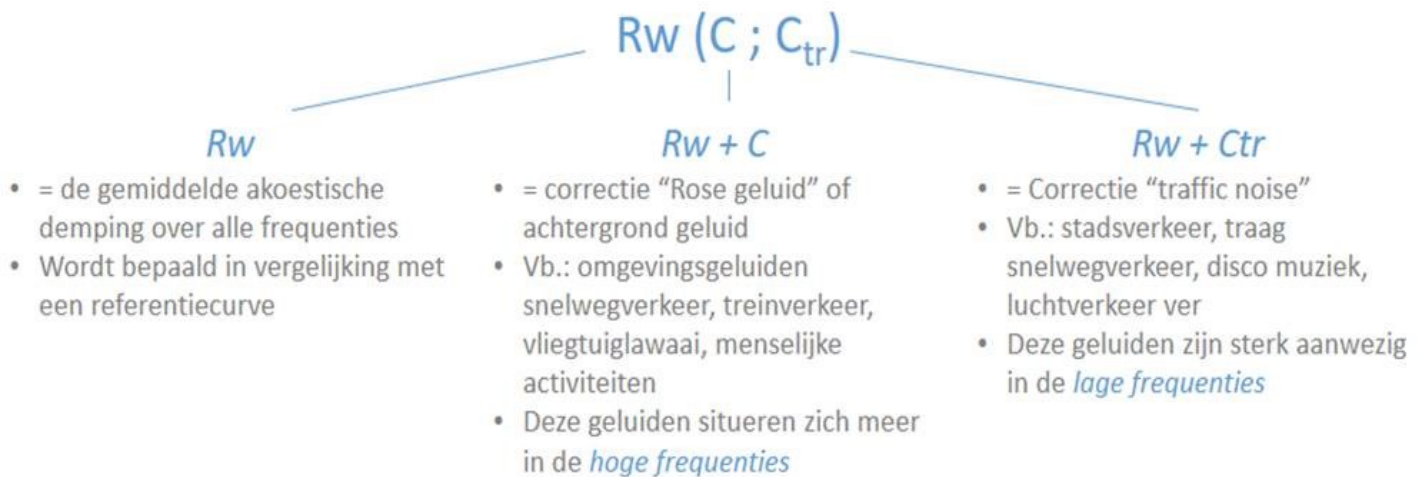 Rw (C ; Ctr)
Rw
• = de gemiddelde akoestische
demping over alle frequenties
• Wordt bepaald in vergelijking met
een referentiecurve
Rw + C
• = correctie “Rose geluid” of
achtergrond geluid
• Vb.: omgevingsgeluiden
snelwegverkeer, treinverkeer,
vliegtuiglawaai, menselijke
activiteiten
• Deze geluiden situeren zich meer
in de hoge frequenties
Rw + Ctr
• = Correctie “traffic noise”
• Vb.: stadsverkeer, traag
snelwegverkeer, disco muziek,
luchtverkeer ver
• Deze geluiden zijn sterk aanwezig
in de lage frequenties